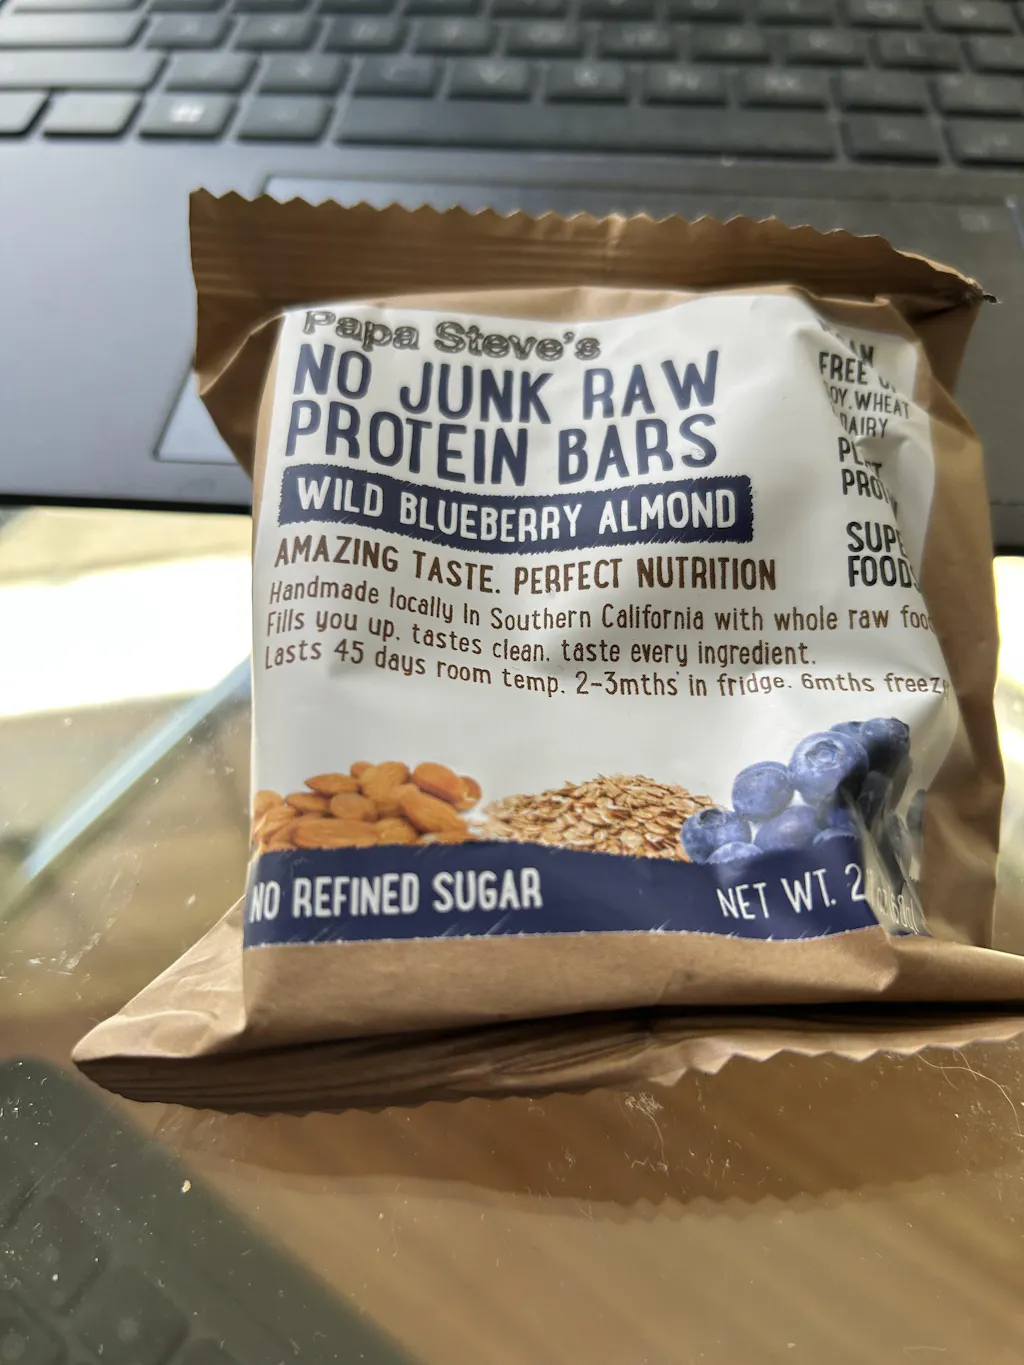 Papa Steve's
NO JUNK RAW
PROTEIN BARS
WILD BLUEBERRY ALMOND
AMAZING TASTE. PERFECT NUTRITION
Handmade locally In Southern California with whole raw
Fills you up. tastes clean. taste every ingredient.
Lasts 45 days room temp. 2-3mths in fridge. 6mths
FREE
WHEAT
DAIRY
NO REFINED SUGAR
NET WT.